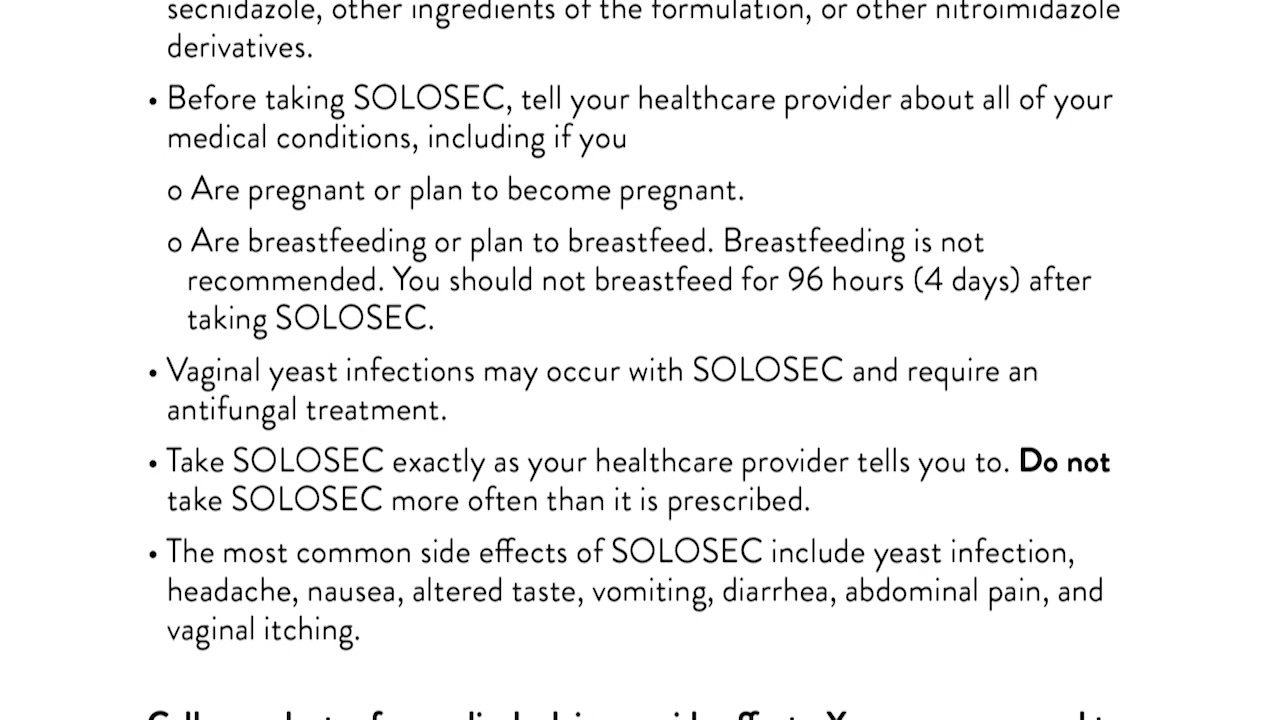 secnidazole, other ingredients of the formulation, or other nitroimidazole
derivatives.
• Before taking SOLOSEC, tell your healthcare provider about all of your
medical conditions, including if you
o Are pregnant or plan to become pregnant.
o Are breastfeeding or plan to breastfeed. Breastfeeding is not
recommended. You should not breastfeed for 96 hours (4 days) after
taking SOLOSEC.
• Vaginal yeast infections may occur with SOLOSEC and require an
antifungal treatment.
• Take SOLOSEC exactly as your healthcare provider tells you to. Do not
take SOLOSEC more often than it is prescribed.
• The most common side effects of SOLOSEC include yeast infection,
headache, nausea, altered taste, vomiting, diarrhea, abdominal pain, and
vaginal itching.